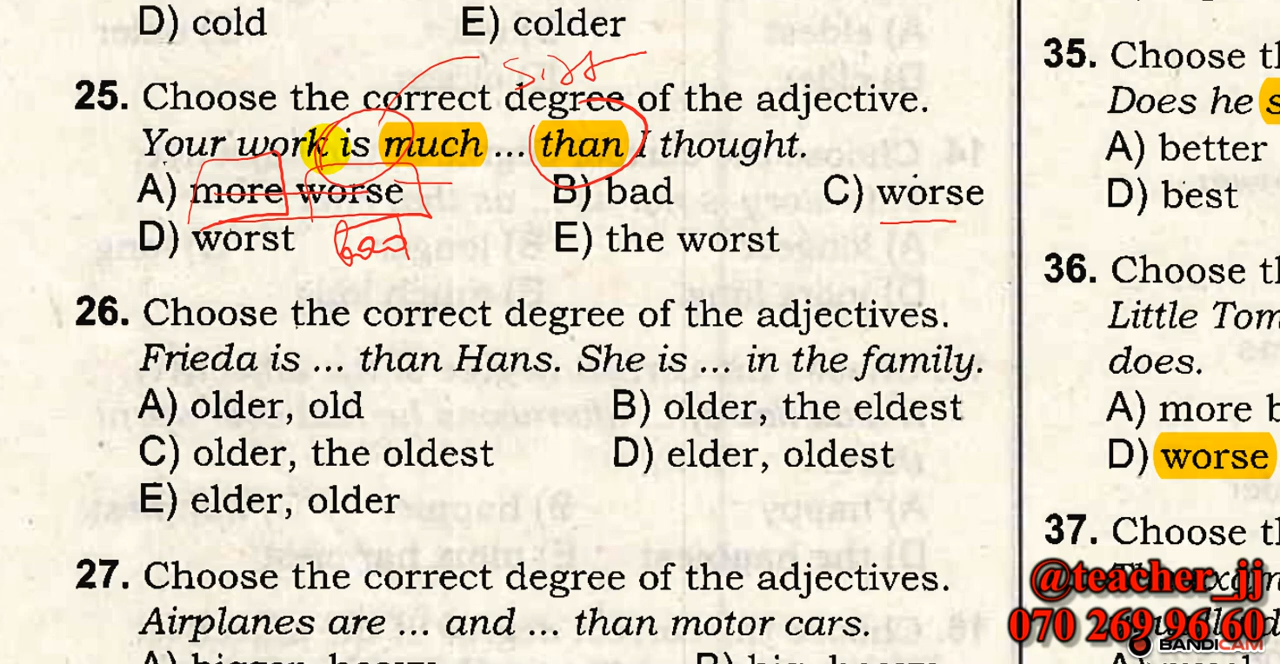 D) cold E) colder
25. Choose the correct degree of the adjective.
Your work is much ... than I thought.
A) more worse B) bad C) worse
D) worst E) the worst
bad
26. Choose the correct degree of the adjectives.
Frieda is ... than Hans. She is ... in the family.
A) older, old B) older, the eldest
C) older, the oldest D) elder, oldest
E) elder, older
27. Choose the correct degree of the adjectives.
Airplanes are ... and ... than motor cars.
35. Choose
Does he
A) better
D) best
36. Choose
Little Tom
does.
A) more
D) worse
37. Choose
@teacher_jj
070 269 96 60
BANDICAM